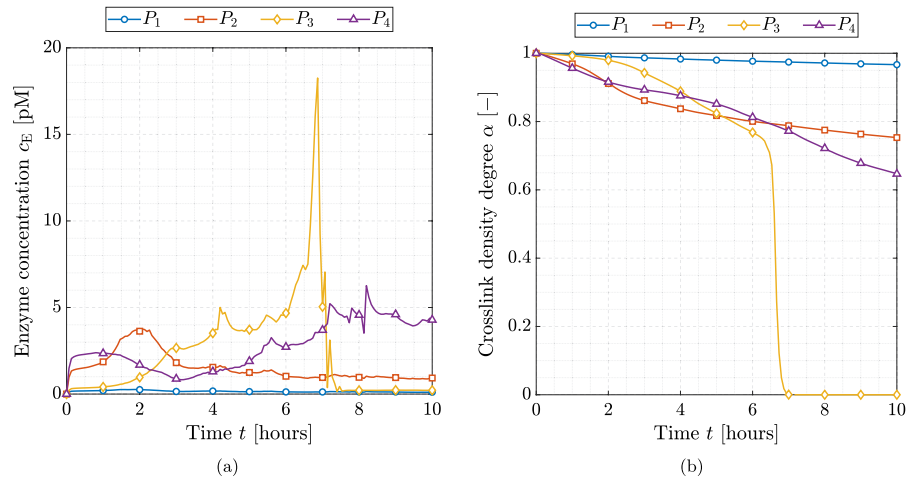 P₁ P₂ P₃ P₄
Enzyme concentration c_E [pM]
20
15
10
5
0
0 2 4 6 8 10
Time t [hours]
(a)
P₁ P₂ P₃ P₄
Crosslink density degree α [−]
1
0.8
0.6
0.4
0.2
0
0 2 4 6 8 10
Time t [hours]
(b)